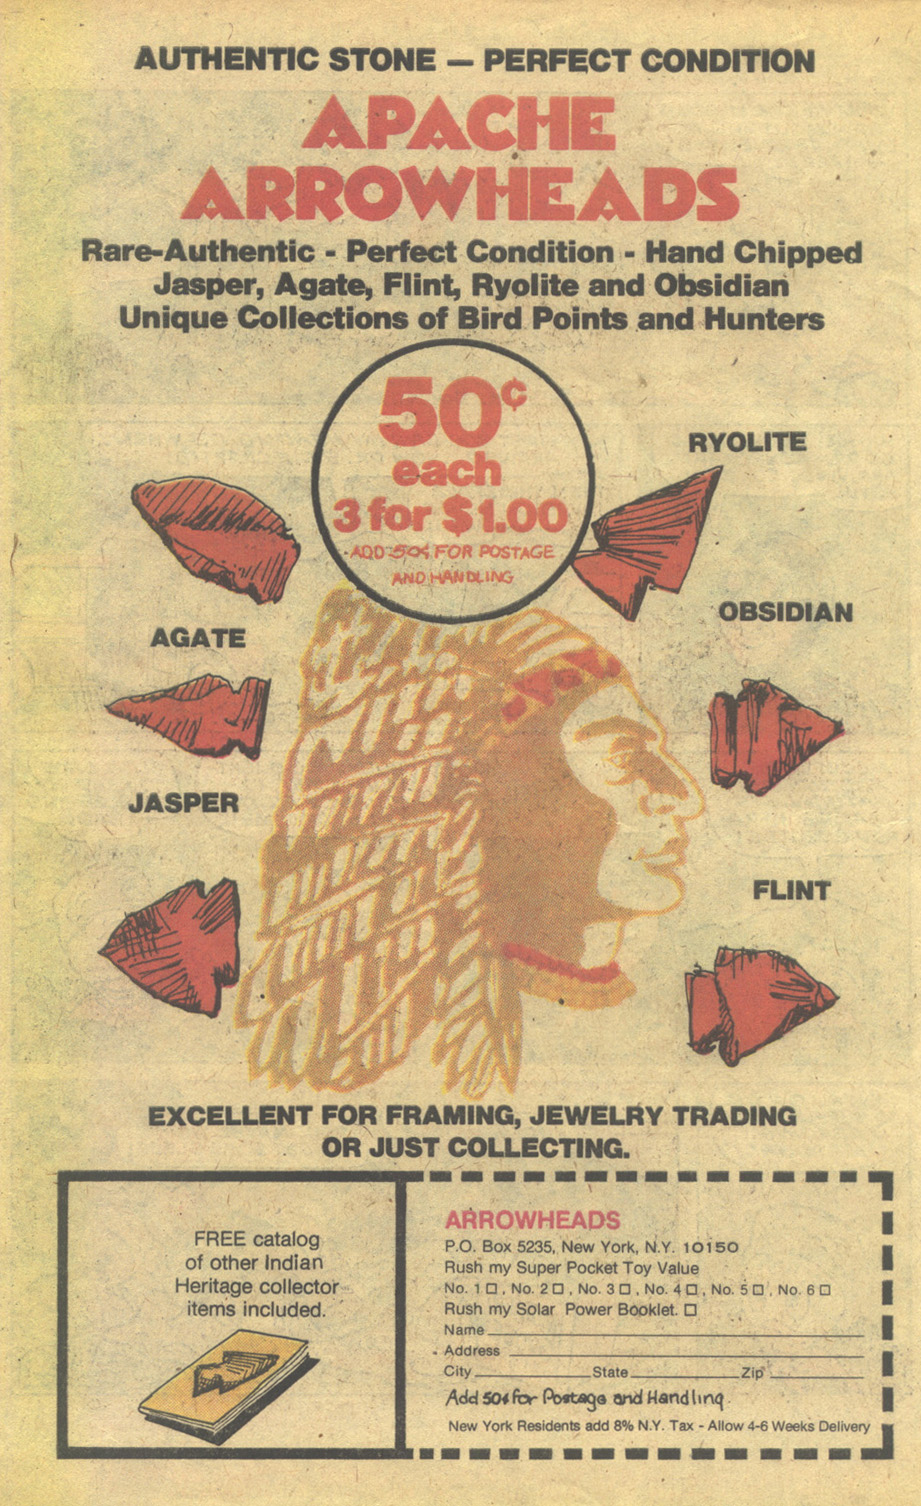 AUTHENTIC STONE — PERFECT CONDITION
APACHE
ARROWHEADS
Rare-Authentic - Perfect Condition - Hand Chipped
Jasper, Agate, Flint, Ryolite and Obsidian
Unique Collections of Bird Points and Hunters
50¢
each
3 for $1.00
ADD 50¢ FOR POSTAGE
AND HANDLING
RYOLITE
OBSIDIAN
AGATE
JASPER
FLINT
EXCELLENT FOR FRAMING, JEWELRY TRADING
OR JUST COLLECTING.
FREE catalog
of other Indian
Heritage collector
items included.
ARROWHEADS
P.O. Box 5235, New York, N.Y. 10150
Rush my Super Pocket Toy Value
No. 1 ☐, No. 2 ☐, No. 3 ☐, No. 4 ☐, No. 5 ☐, No. 6 ☐
Rush my Solar Power Booklet. ☐
Name
Address
City State Zip
Add 50¢ for Postage and Handling
New York Residents add 8% N.Y. Tax - Allow 4-6 Weeks Delivery